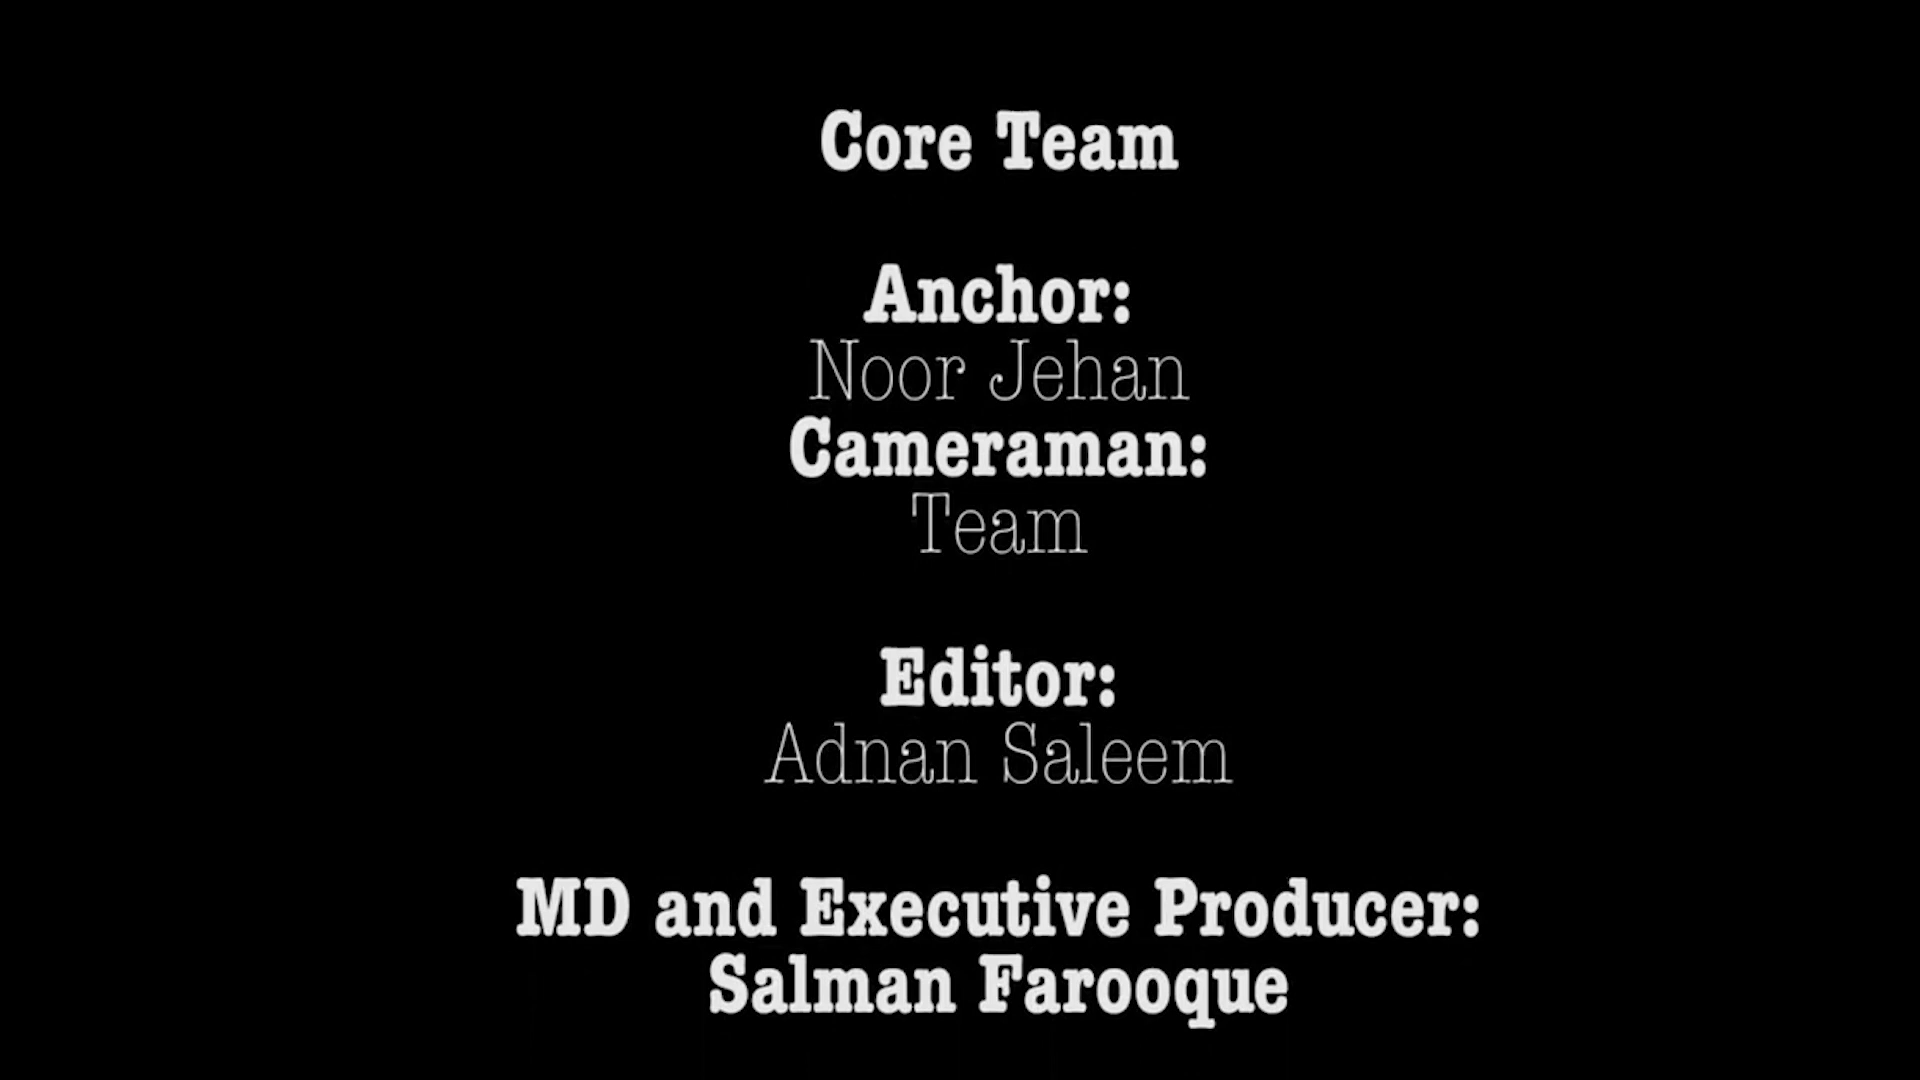 Core Team
Anchor:
Noor Jehan
Cameraman:
Team
Editor:
Adnan Saleem
MD and Executive Producer:
Salman Farooque